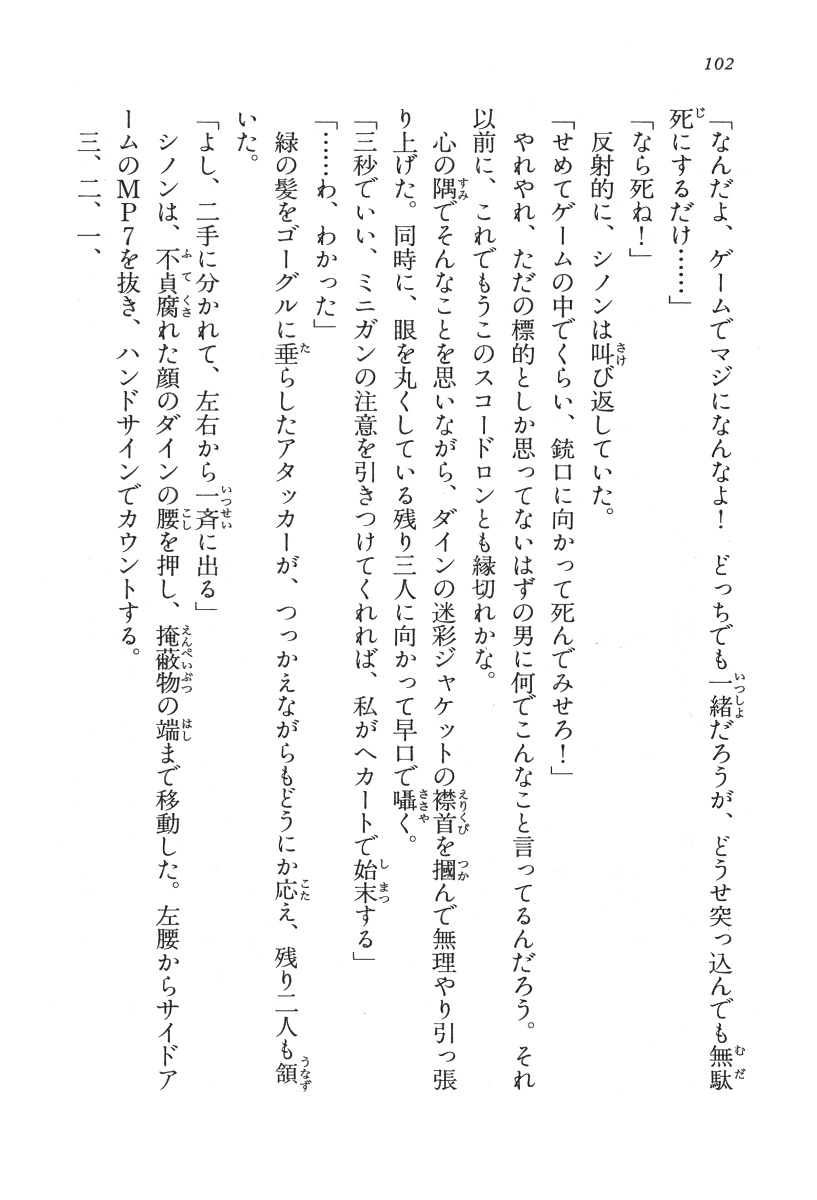 102
「なんだよ、ゲームでマジになんなよ！　どっちでも一緒だろうが、どうせ突っ込んでも無駄
死にするだけ……」
「なら死ね！」
　反射的に、シノンは叫び返していた。
「せめてゲームの中でくらい、銃口に向かって死んでみせろ！」
　やれやれ、ただの標的としか思ってないはずの男に何でこんなこと言ってるんだろう。それ
以前に、これでもうこのスコードロンとも縁切れかな。
　心の隅でそんなことを思いながら、ダインの迷彩ジャケットの襟首を摑んで無理やり引っ張
り上げた。同時に、眼を丸くしている残り三人に向かって早口で囁く。
「三秒でいい、ミニガンの注意を引きつけてくれれば、私がヘカートで始末する」
「……わ、わかった」
　緑の髪をゴーグルに垂らしたアタッカーが、つっかえながらもどうにか応え、残り二人も頷
いた。
「よし、二手に分かれて、左右から一斉に出る」
　シノンは、不貞腐れた顔のダインの腰を押し、掩蔽物の端まで移動した。左腰からサイドア
ームのＭＰ７を抜き、ハンドサインでカウントする。
　三、二、一、